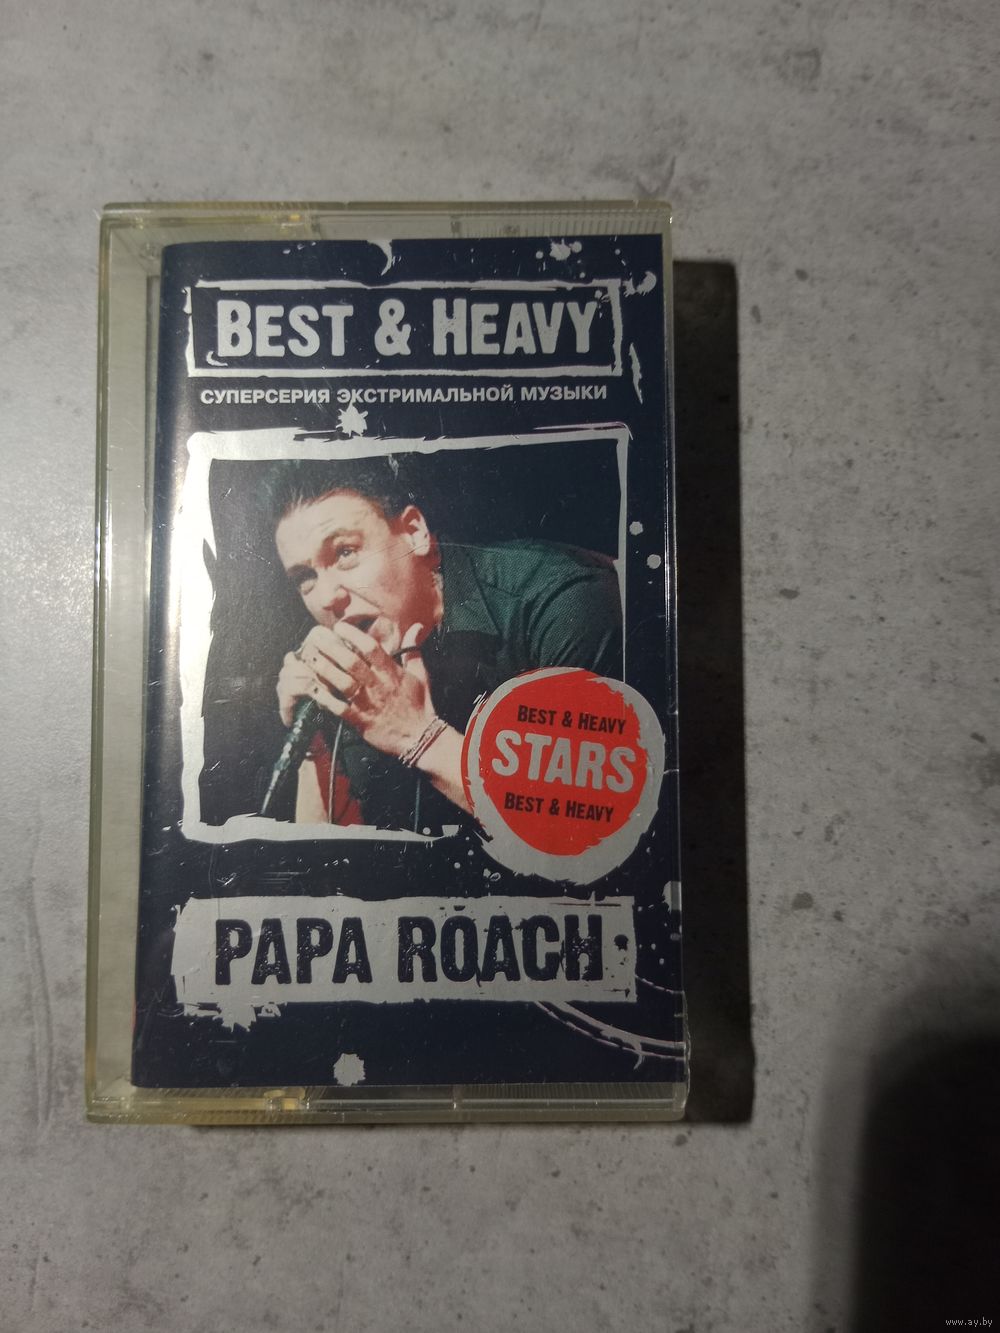 BEST & HEAVY
СУПЕРСЕРИЯ ЭКСТРИМАЛЬНОЙ МУЗЫКИ
BEST & HEAVY
STARS
BEST & HEAVY
PAPA ROACH
www.ay.by